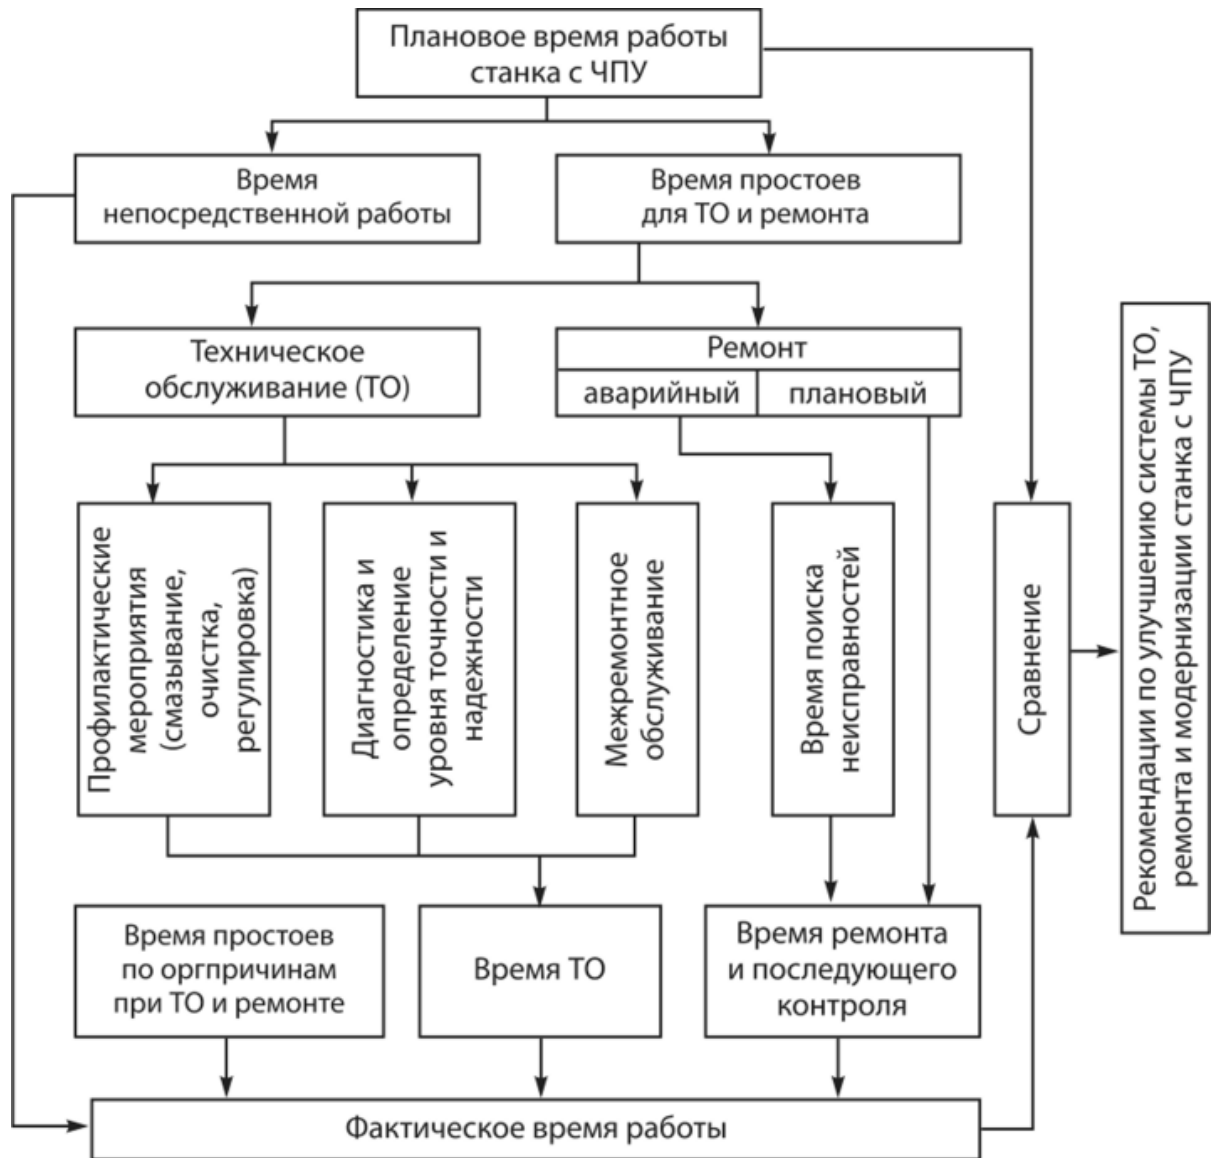 Плановое время работы
станка с ЧПУ
Время
непосредственной работы
Время простоев
для ТО и ремонта
Техническое
обслуживание (ТО)
Ремонт
аварийный
плановый
Профилактические
мероприятия
(смазывание,
очистка,
регулировка)
Диагностика и
определение
уровня точности и
надежности
Межремонтное
обслуживание
Время поиска
неисправностей
Сравнение
Рекомендации по улучшению системы ТО,
ремонта и модернизации станка с ЧПУ
Время простоев
по оргпричинам
при ТО и ремонте
Время ТО
Время ремонта
и последующего
контроля
Фактическое время работы